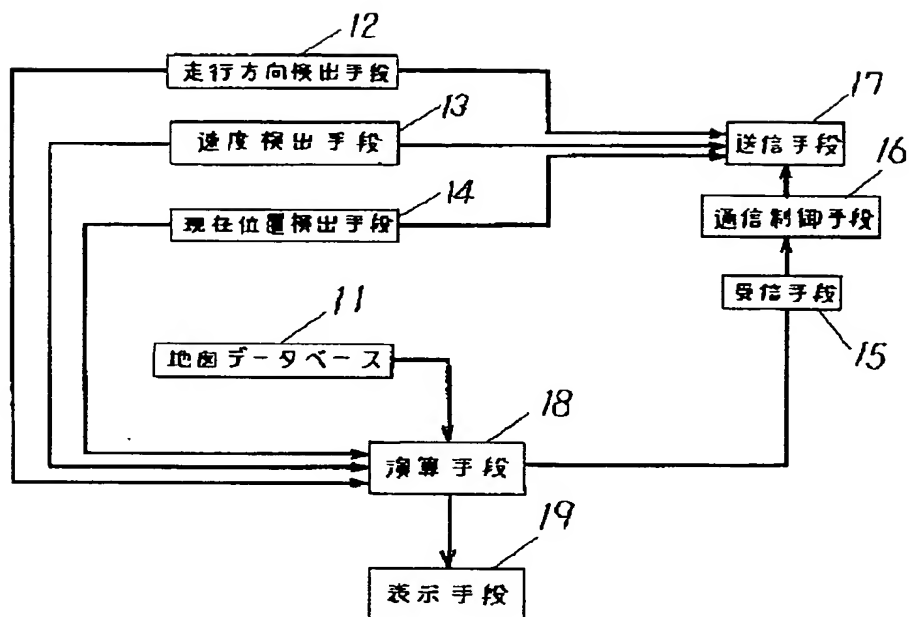 12
走行方向検出手段
13
速度検出手段
17
送信手段
16
14
現在位置検出手段
通信制御手段
受信手段
15
11
地図データベース
18
演算手段
19
表示手段